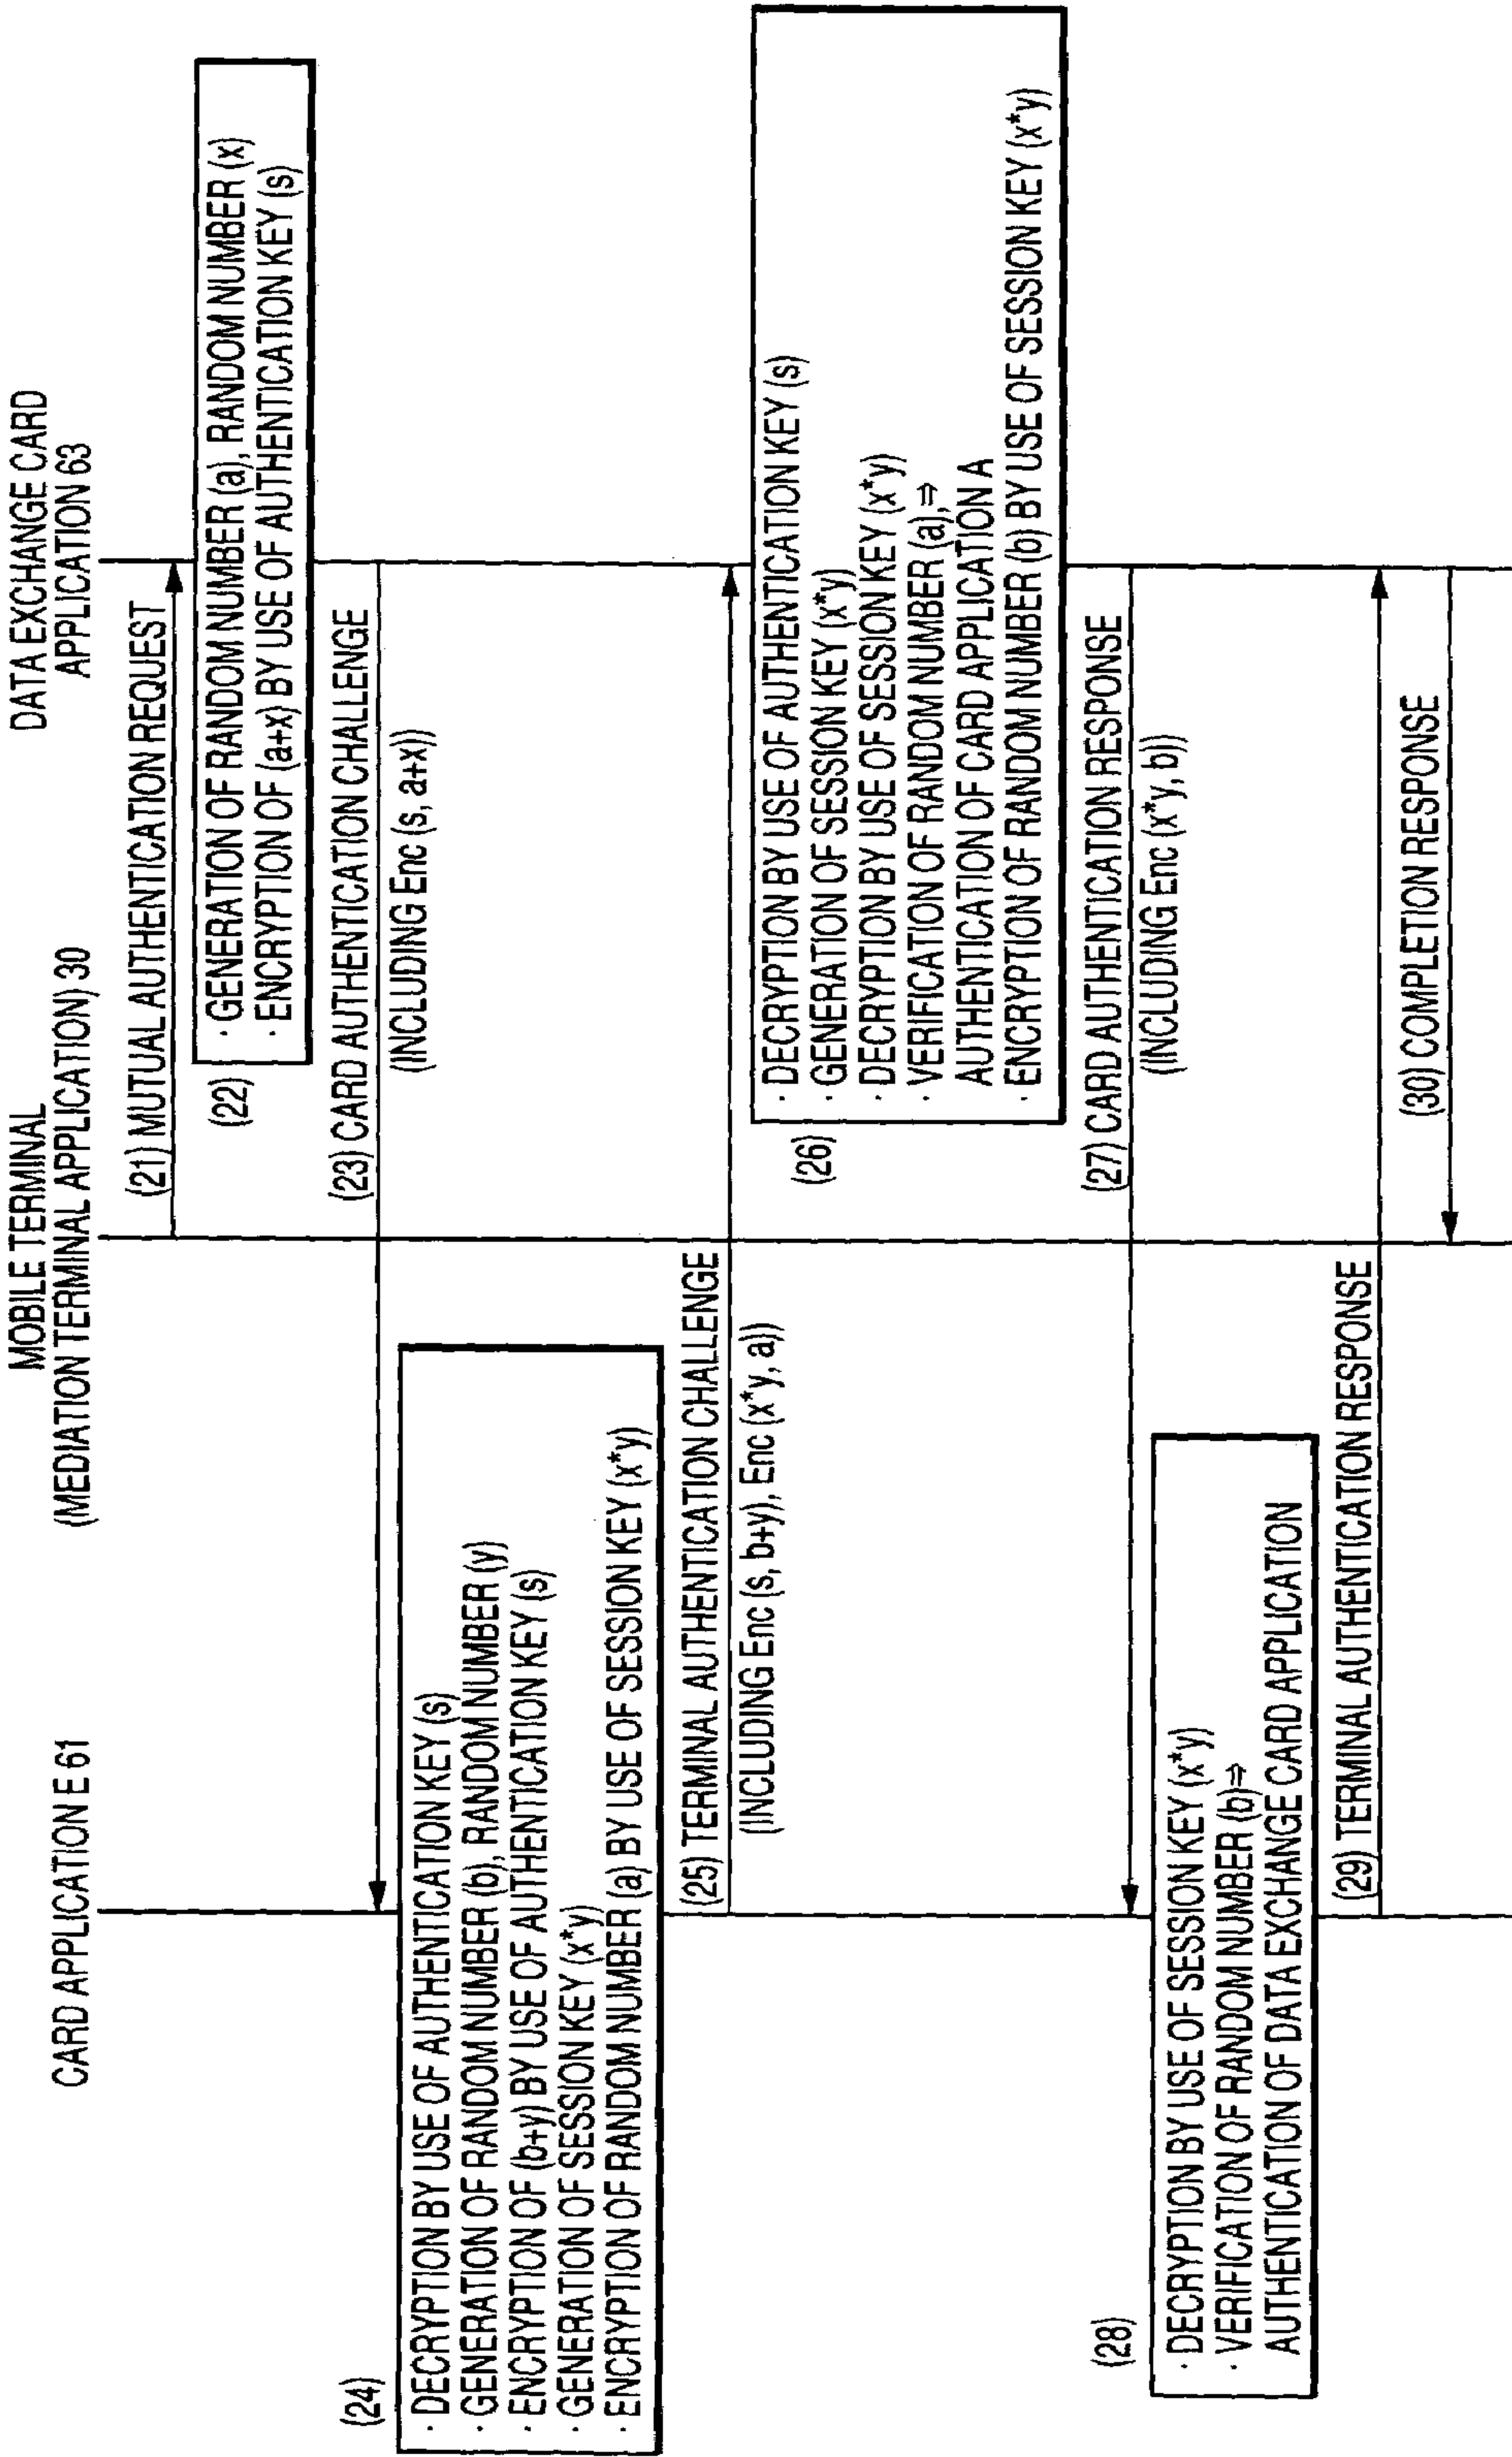 CARD APPLICATION E 61
MOBILE TERMINAL
(MEDIATION TERMINAL APPLICATION) 30
DATA EXCHANGE CARD
APPLICATION 63
(21) MUTUAL AUTHENTICATION REQUEST
(22)
· GENERATION OF RANDOM NUMBER (a), RANDOM NUMBER (x)
· ENCRYPTION OF (a+x) BY USE OF AUTHENTICATION KEY (s)
(23) CARD AUTHENTICATION CHALLENGE
(INCLUDING Enc (s, a+x))
(24)
· DECRYPTION BY USE OF AUTHENTICATION KEY (s)
· GENERATION OF RANDOM NUMBER (b), RANDOM NUMBER (y)
· ENCRYPTION OF (b+y) BY USE OF AUTHENTICATION KEY (s)
· GENERATION OF SESSION KEY (x*y)
· ENCRYPTION OF RANDOM NUMBER (a) BY USE OF SESSION KEY (x*y)
(25) TERMINAL AUTHENTICATION CHALLENGE
(INCLUDING Enc (s, b+y), Enc (x*y, a))
(26)
· DECRYPTION BY USE OF AUTHENTICATION KEY (s)
· GENERATION OF SESSION KEY (x*y)
· DECRYPTION BY USE OF SESSION KEY (x*y)
· VERIFICATION OF RANDOM NUMBER (a),⇒
AUTHENTICATION OF CARD APPLICATION A
· ENCRYPTION OF RANDOM NUMBER (b) BY USE OF SESSION KEY (x*y)
(27) CARD AUTHENTICATION RESPONSE
(INCLUDING Enc (x*y, b))
(28)
· DECRYPTION BY USE OF SESSION KEY (x*y)
· VERIFICATION OF RANDOM NUMBER (b)⇒
AUTHENTICATION OF DATA EXCHANGE CARD APPLICATION
(29) TERMINAL AUTHENTICATION RESPONSE
(30) COMPLETION RESPONSE